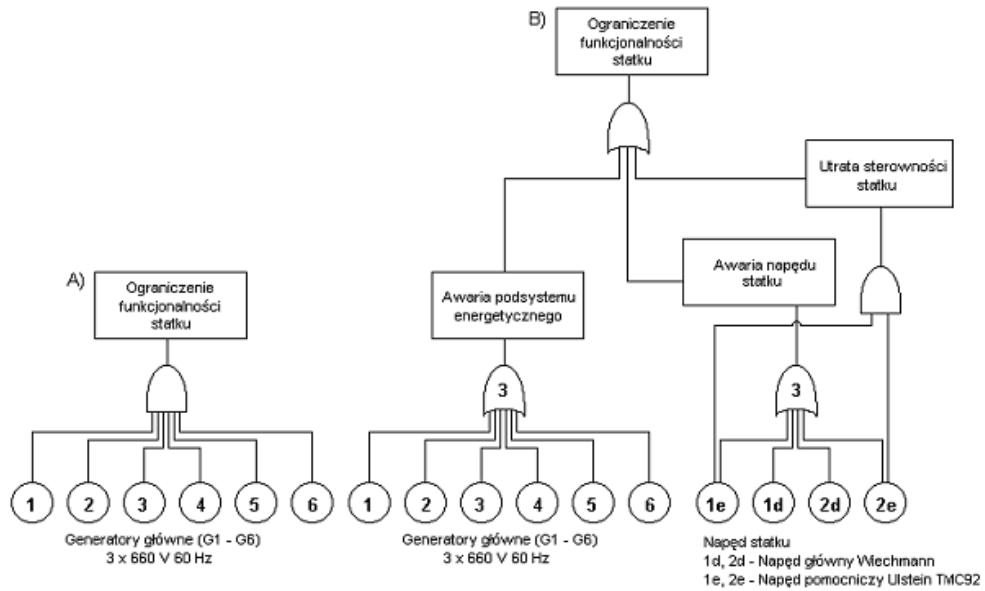 A)
Ograniczenie
funkcjonalności
statku
1 2 3 4 5 6
Generatory główne (G1 - G6)
3 x 660 V 60 Hz
B)
Ograniczenie
funkcjonalności
statku
Utrata sterowności
statku
Awaria podsystemu
energetycznego
Awaria napędu
statku
3
3
1 2 3 4 5 6
Generatory główne (G1 - G6)
3 x 660 V 60 Hz
1e 1d 2d 2e
Napęd statku
1d, 2d - Napęd główny Wiechmann
1e, 2e - Napęd pomocniczy Ulstein TMC92